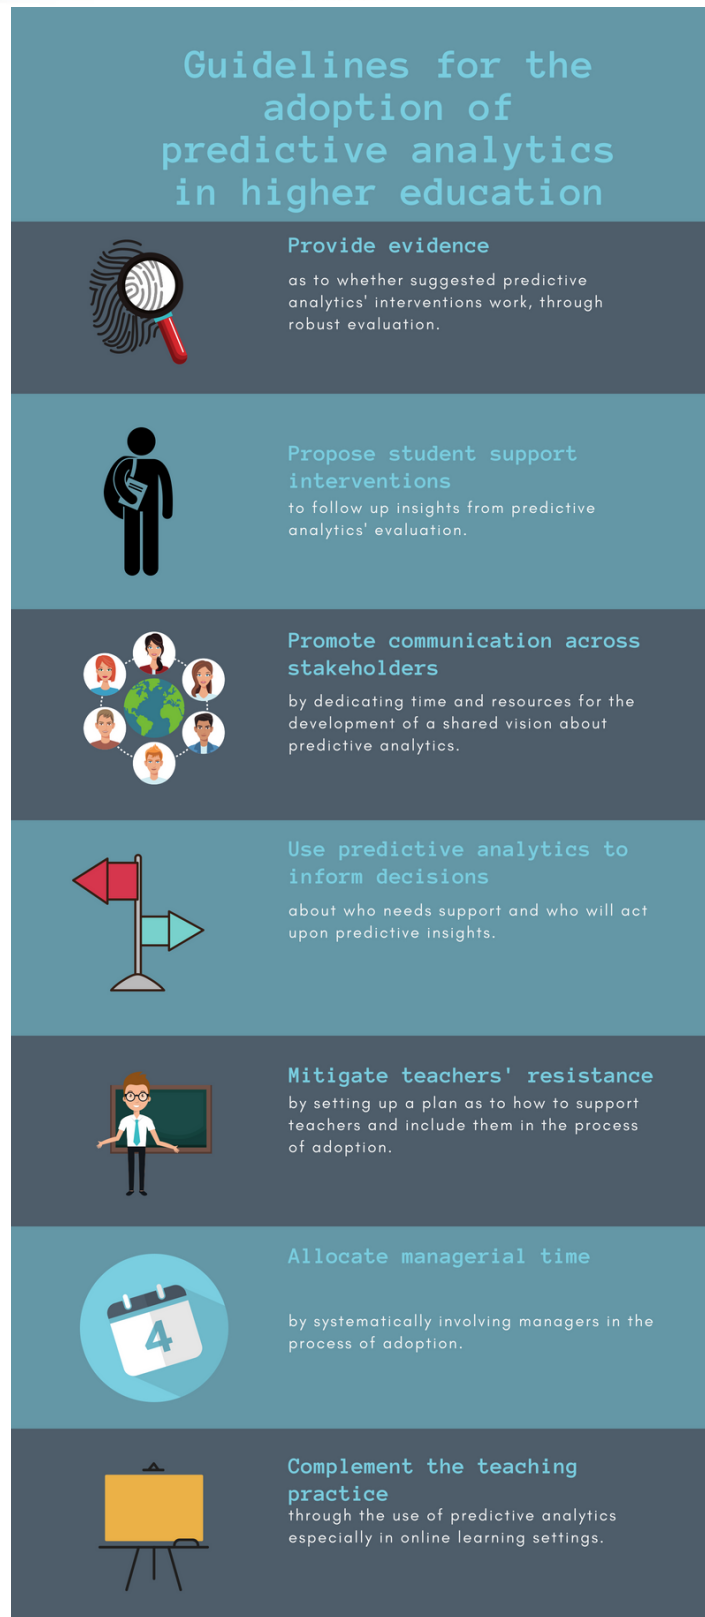 Guidelines for the
adoption of
predictive analytics
in higher education
Provide evidence
as to whether suggested predictive
analytics' interventions work, through
robust evaluation.
Propose student support
interventions
to follow up insights from predictive
analytics' evaluation.
Promote communication across
stakeholders
by dedicating time and resources for the
development of a shared vision about
predictive analytics.
Use predictive analytics to
inform decisions
about who needs support and who will act
upon predictive insights.
Mitigate teachers' resistance
by setting up a plan as to how to support
teachers and include them in the process
of adoption.
Allocate managerial time
4
by systematically involving managers in the
process of adoption.
Complement the teaching
practice
through the use of predictive analytics
especially in online learning settings.